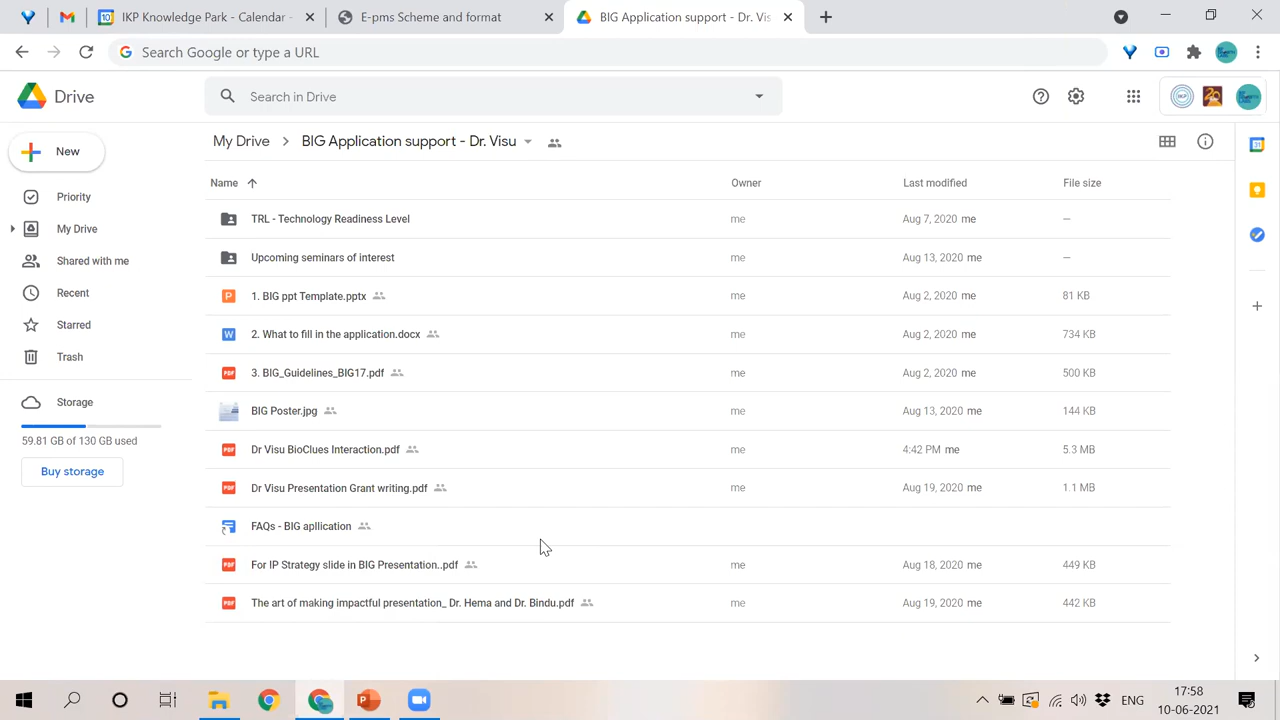 IKP Knowledge Park - Calendar -
E-pms Scheme and format
BIG Application support - Dr. Vis
Search Google or type a URL
Drive
Search in Drive
My Drive
BIG Application support - Dr. Visu
New
Name
Owner
Last modified
File size
Priority
My Drive
Shared with me
Recent
Starred
Trash
Storage
59.81 GB of 130 GB used
Buy storage
TRL - Technology Readiness Level me Aug 7, 2020 me –
Upcoming seminars of interest me Aug 13, 2020 me –
1. BIG ppt Template.pptx me Aug 2, 2020 me 81 KB
2. What to fill in the application.docx me Aug 2, 2020 me 734 KB
3. BIG_Guidelines_BIG17.pdf me Aug 2, 2020 me 500 KB
BIG Poster.jpg me Aug 13, 2020 me 144 KB
Dr Visu BioClues Interaction.pdf me 4:42 PM me 5.3 MB
Dr Visu Presentation Grant writing.pdf me Aug 19, 2020 me 1.1 MB
FAQs - BIG apllication
For IP Strategy slide in BIG Presentation..pdf me Aug 18, 2020 me 449 KB
The art of making impactful presentation_ Dr. Hema and Dr. Bindu.pdf me Aug 19, 2020 me 442 KB
ENG
17:58
10-06-2021